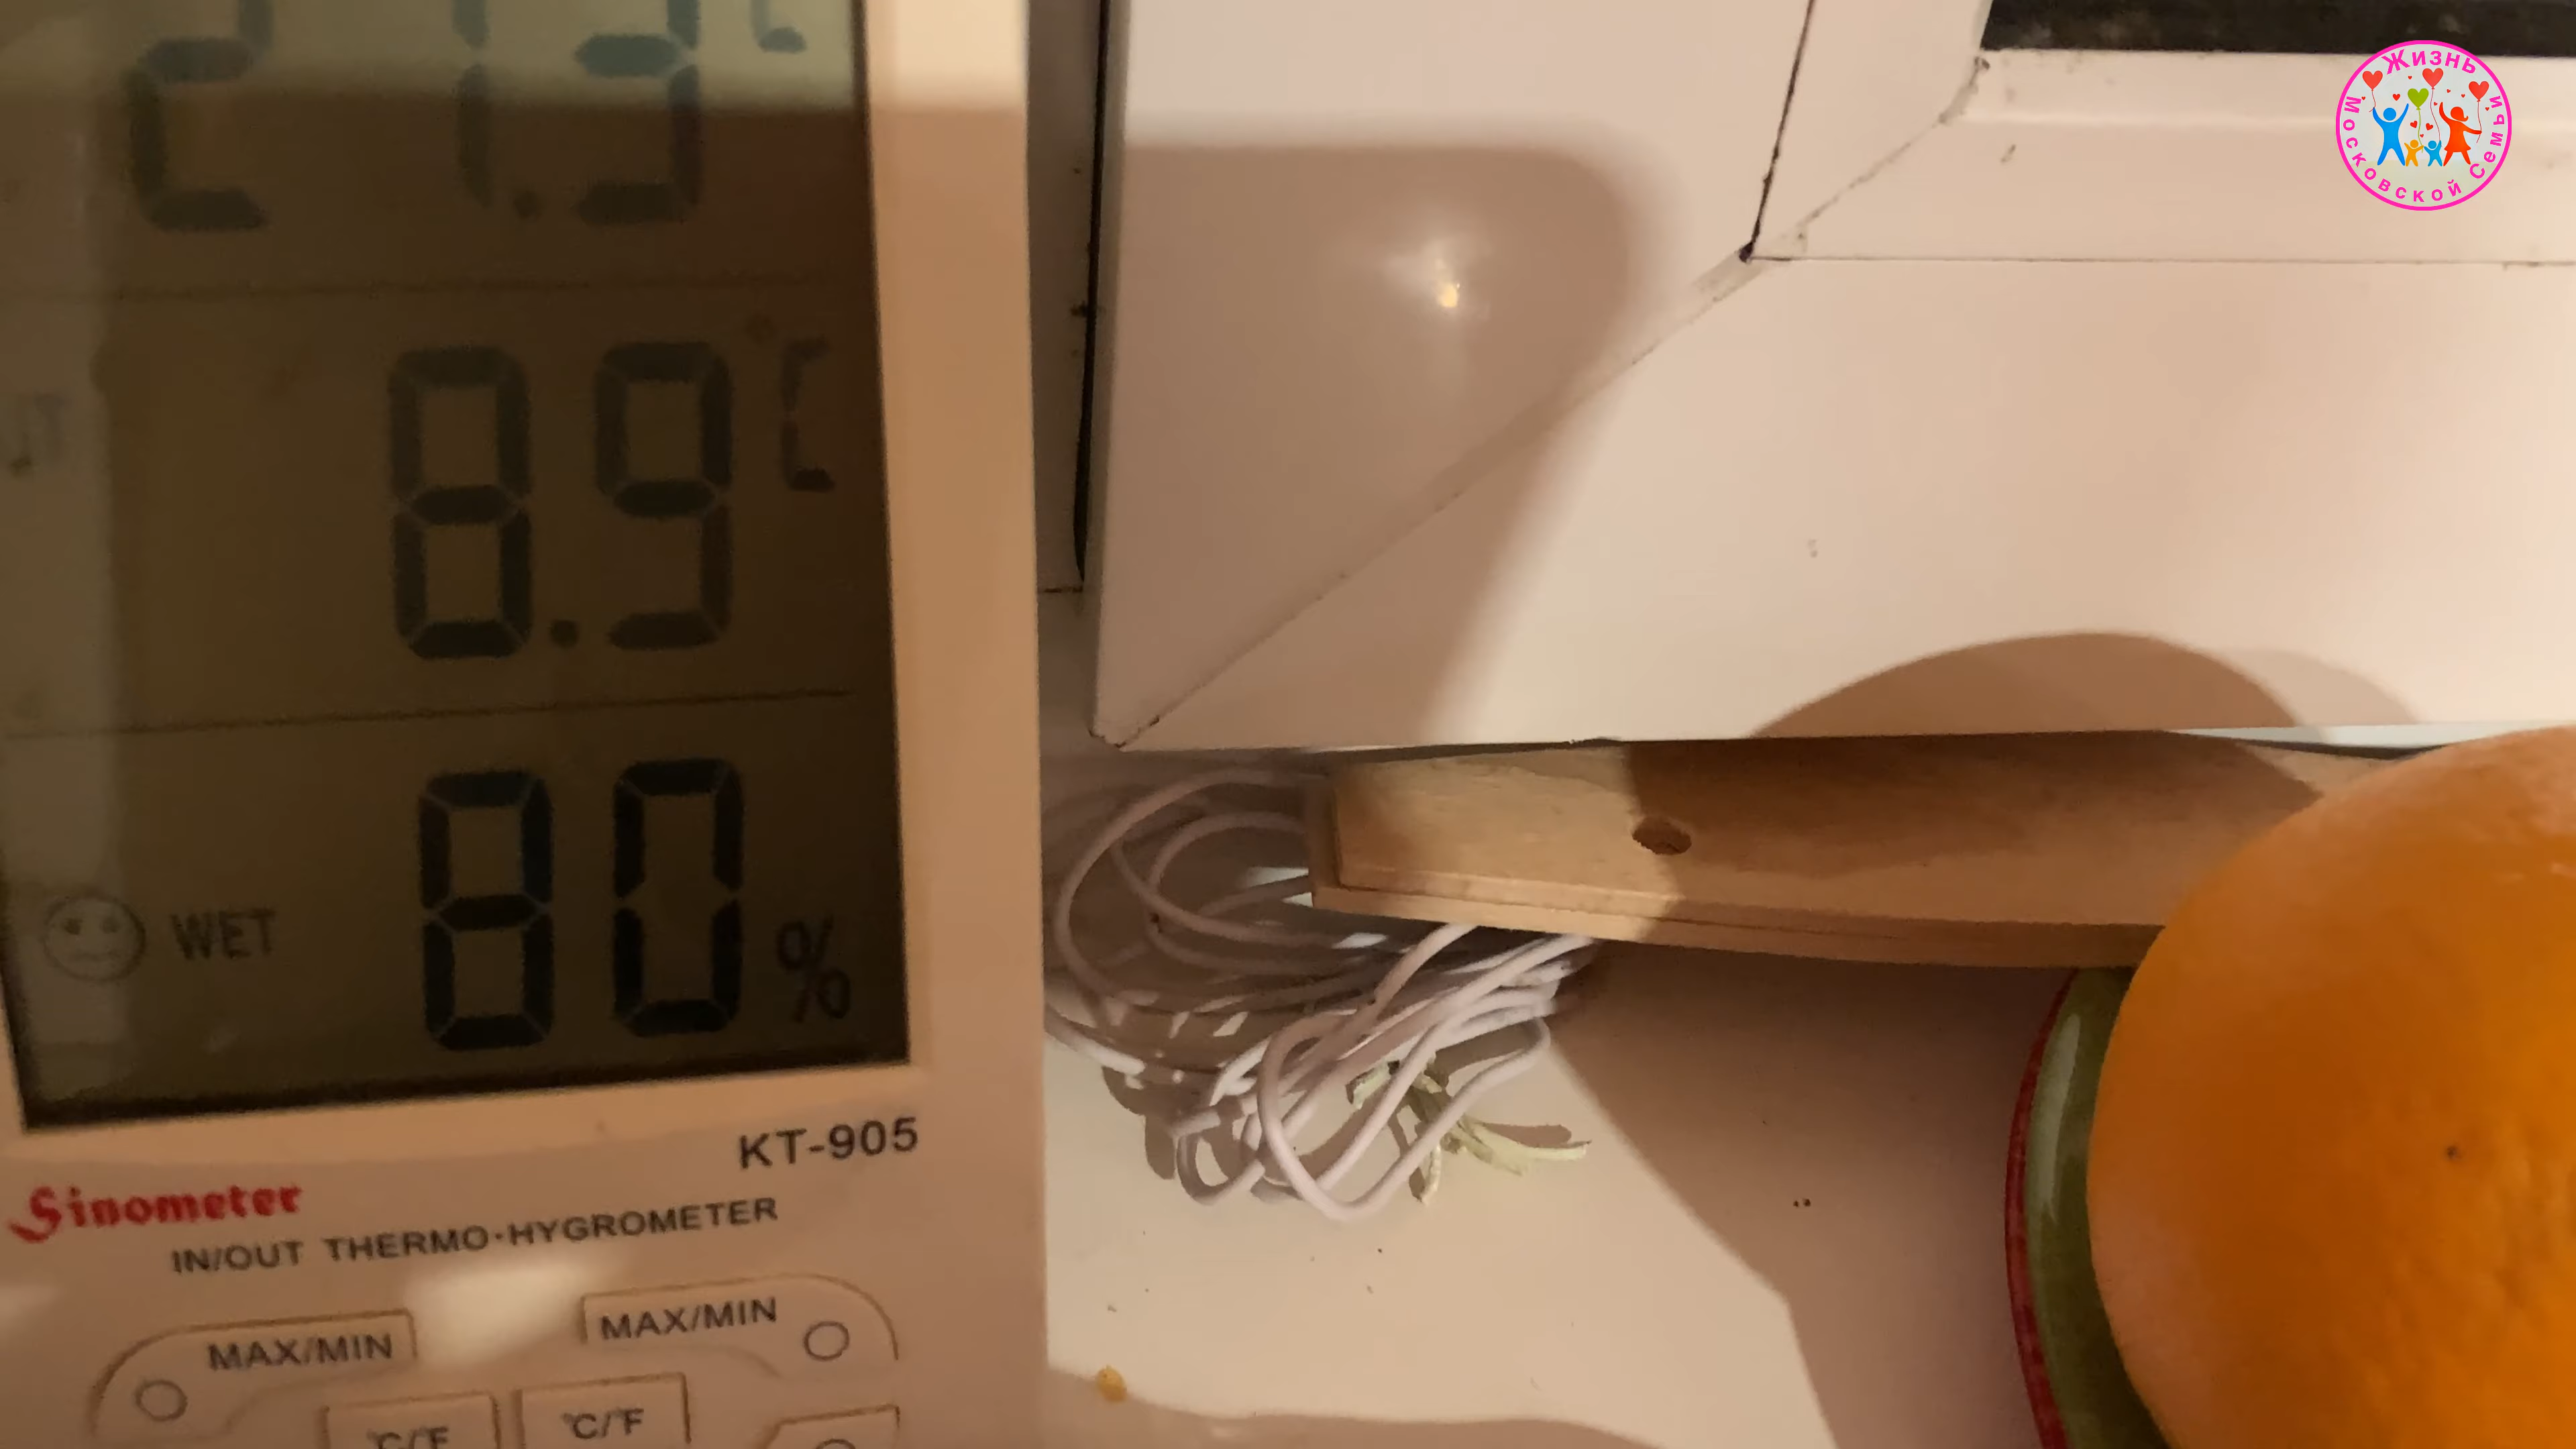 Жизнь Московской Семьи
8.9 °C
WET 80 %
KT-905
Sinometer
IN/OUT THERMO·HYGROMETER
MAX/MIN MAX/MIN
°C/°F °C/°F